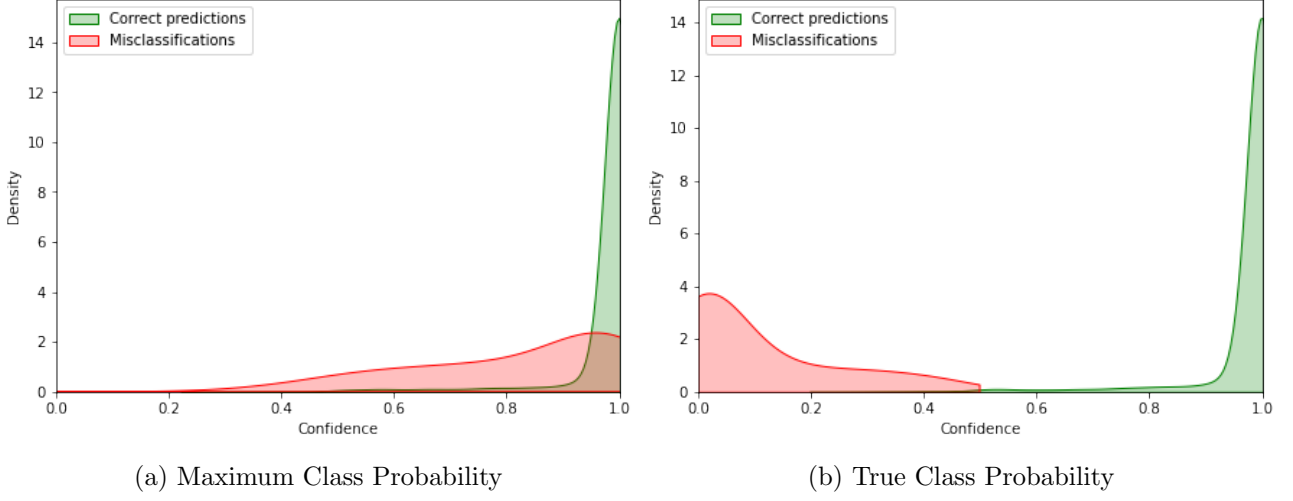 Correct predictions
Misclassifications
14
12
10
8
6
4
2
0
Density
0.0 0.2 0.4 0.6 0.8 1.0
Confidence
(a) Maximum Class Probability
Correct predictions
Misclassifications
14
12
10
8
6
4
2
0
Density
0.0 0.2 0.4 0.6 0.8 1.0
Confidence
(b) True Class Probability